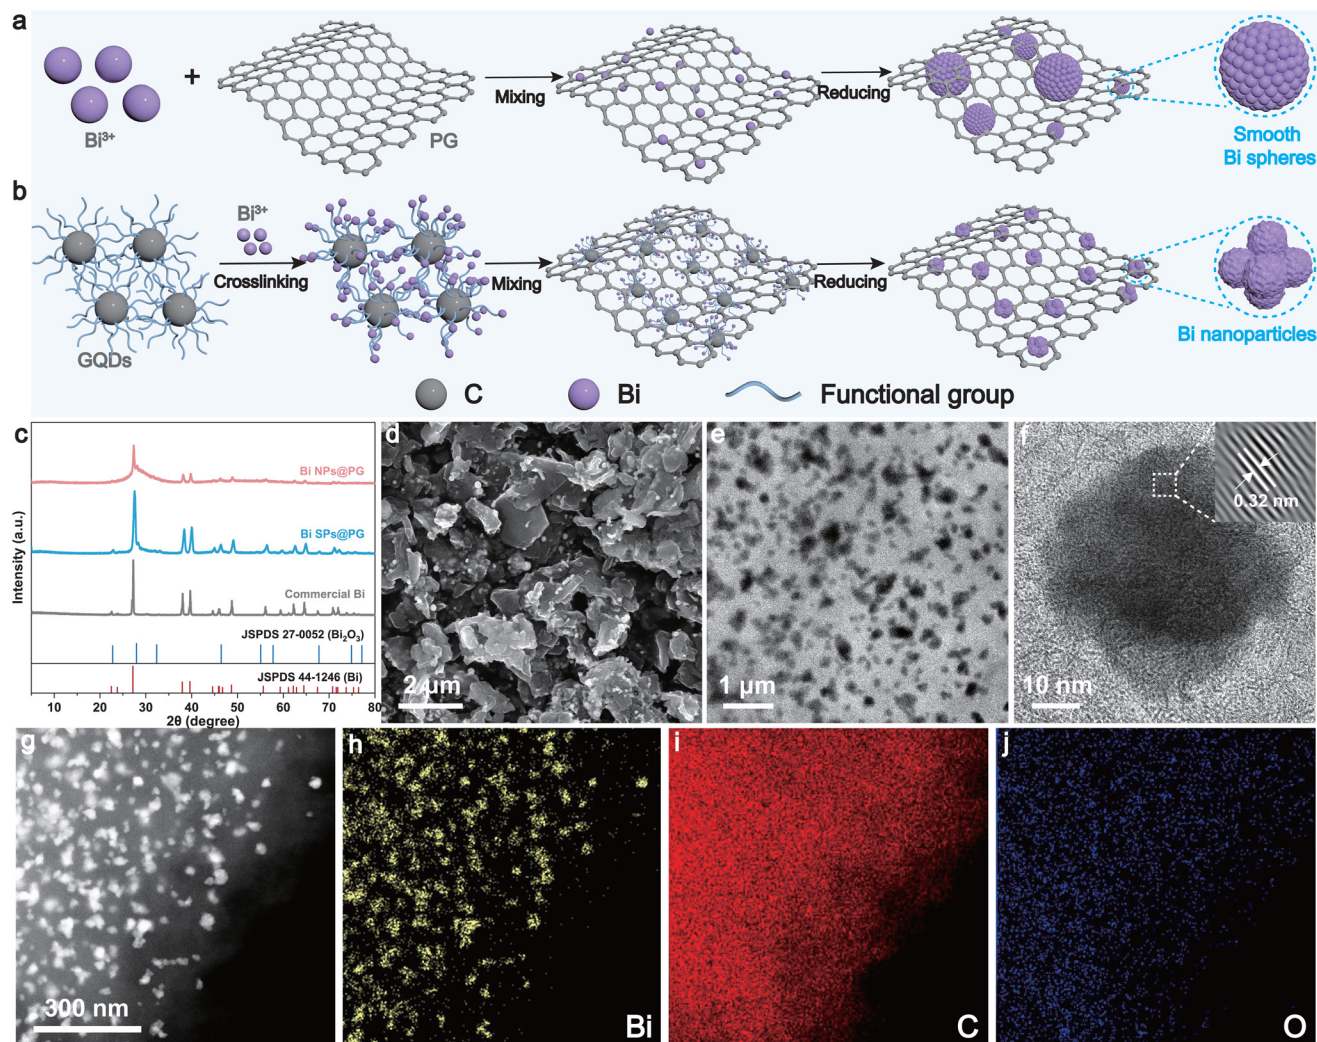 a
Bi³⁺
+
PG
Mixing
Reducing
Smooth
Bi spheres
b
GQDs
Bi³⁺
Crosslinking
Mixing
Reducing
Bi nanoparticles
C
Bi
Functional group
c
Intensity (a.u.)
Bi NPs@PG
Bi SPs@PG
Commercial Bi
JSPDS 27-0052 (Bi₂O₃)
JSPDS 44-1246 (Bi)
10 20 30 40 50 60 70 80
2θ (degree)
d
2 µm
e
1 µm
f
0.32 nm
10 nm
g
300 nm
h
Bi
i
C
j
O